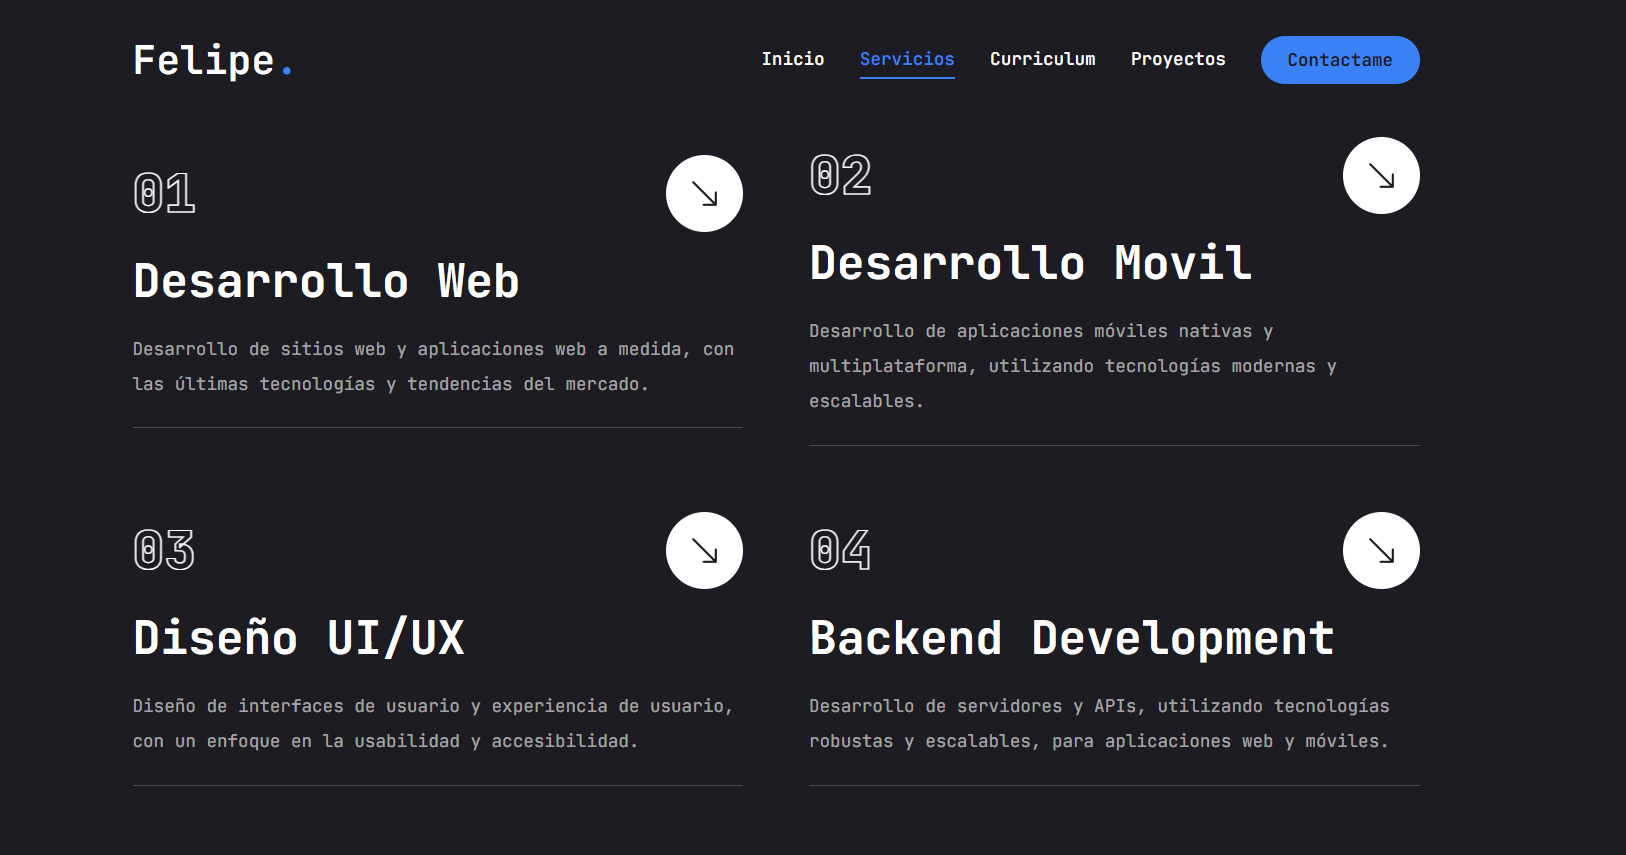 Felipe.
Inicio Servicios Curriculum Proyectos Contactame
01
Desarrollo Web
Desarrollo de sitios web y aplicaciones web a medida, con
las últimas tecnologías y tendencias del mercado.
02
Desarrollo Movil
Desarrollo de aplicaciones móviles nativas y
multiplataforma, utilizando tecnologías modernas y
escalables.
03
Diseño UI/UX
Diseño de interfaces de usuario y experiencia de usuario,
con un enfoque en la usabilidad y accesibilidad.
04
Backend Development
Desarrollo de servidores y APIs, utilizando tecnologías
robustas y escalables, para aplicaciones web y móviles.